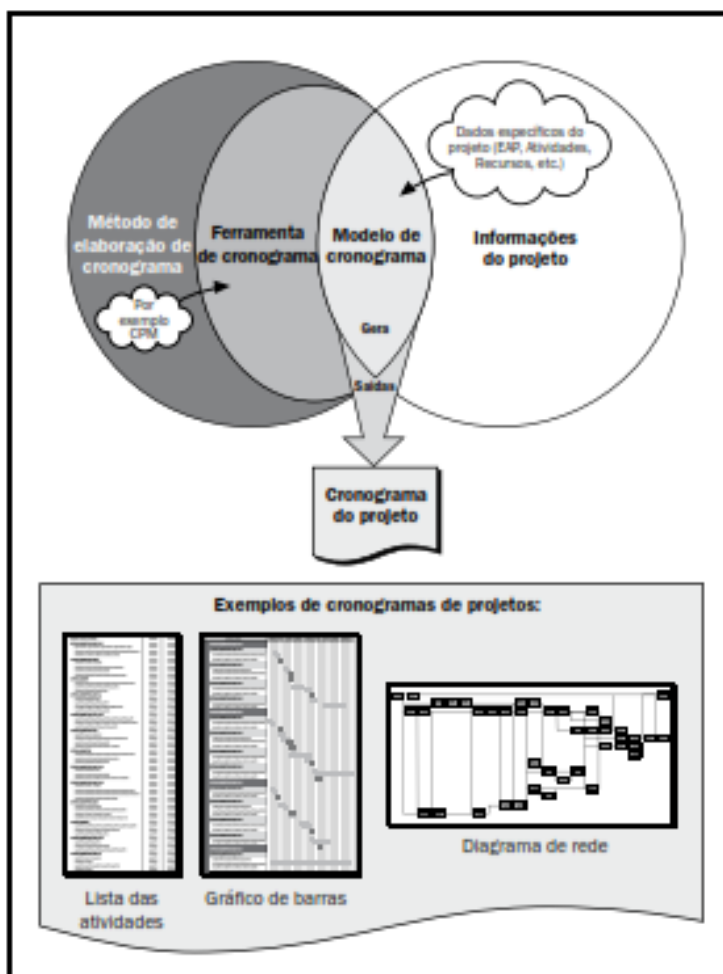 Dados específicos do
projeto (EAP, Atividades,
Recursos, etc.)
Método de
elaboração de
cronograma
Ferramenta
de cronograma
Modelo de
cronograma
Informações
do projeto
Por
exemplo
CPM
Gera
Saídas
Cronograma
do projeto
Exemplos de cronogramas de projetos:
Lista das
atividades
Gráfico de barras
Diagrama de rede